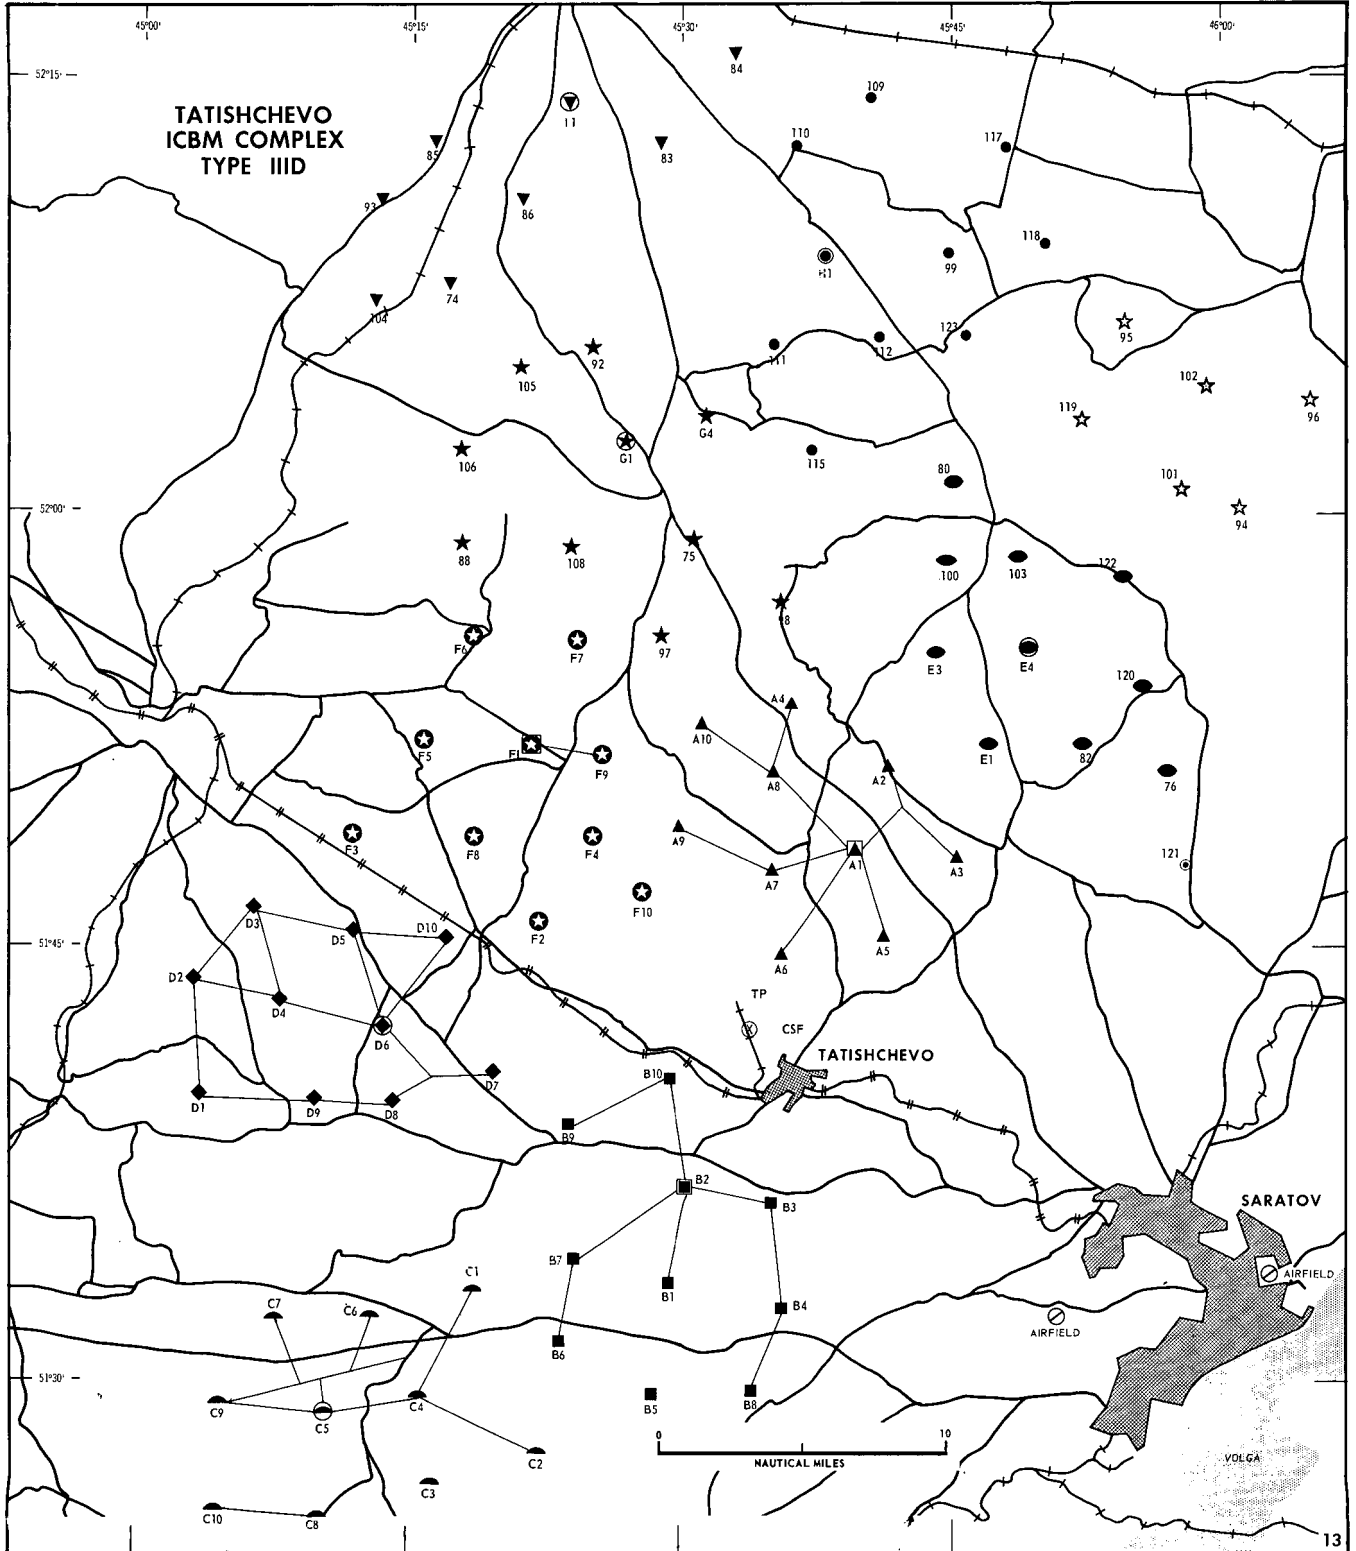 45°00'
45°15'
45°30'
45°45'
46°00'
52°15'
TATISHCHEVO
ICBM COMPLEX
TYPE IIID
84
109
11
110
117
85
83
93
86
118
H1
99
74
104
123
95
92
111
112
102
105
96
119
G4
G1
106
115
80
101
52°00'
94
88
108
75
100
103
122
98
F6
F7
97
E3
E4
120
A4
A10
F5
F1
F9
E1
82
A2
A8
76
A9
F3
F8
F4
A1
121
A7
A3
F10
D3
D5
D10
F2
51°45'
A5
A6
D2
TP
D4
CSF
D6
TATISHCHEVO
D7
B10
D1
D9
D8
B9
B2
SARATOV
B3
B7
C1
AIRFIELD
B1
C7
C6
B4
AIRFIELD
B6
51°30'
C9
C4
B5
B8
C5
0 10
NAUTICAL MILES
C2
VOLGA
C3
C10
C8
13